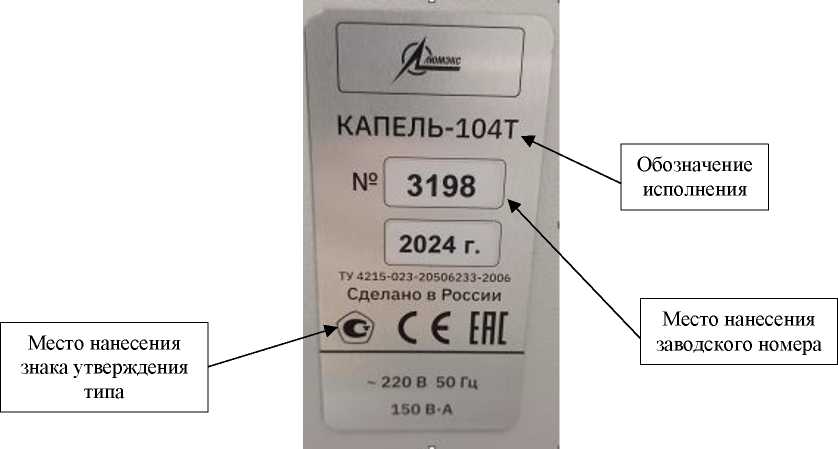 ЛЮМЭКС
КАПЕЛЬ-104Т
№ 3198
2024 г.
ТУ 4215-023-20506233-2006
Сделано в России
CE EAC
~ 220 В 50 Гц
150 В·А
Обозначение
исполнения
Место нанесения
заводского номера
Место нанесения
знака утверждения
типа